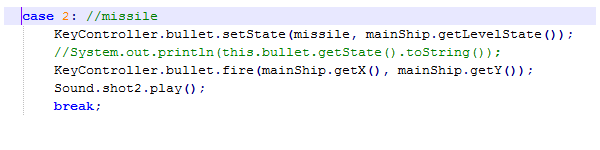 case 2: //missile
KeyController.bullet.setState(missile, mainShip.getLevelState());
//System.out.println(this.bullet.getState().toString());
KeyController.bullet.fire(mainShip.getX(), mainShip.getY());
Sound.shot2.play();
break;